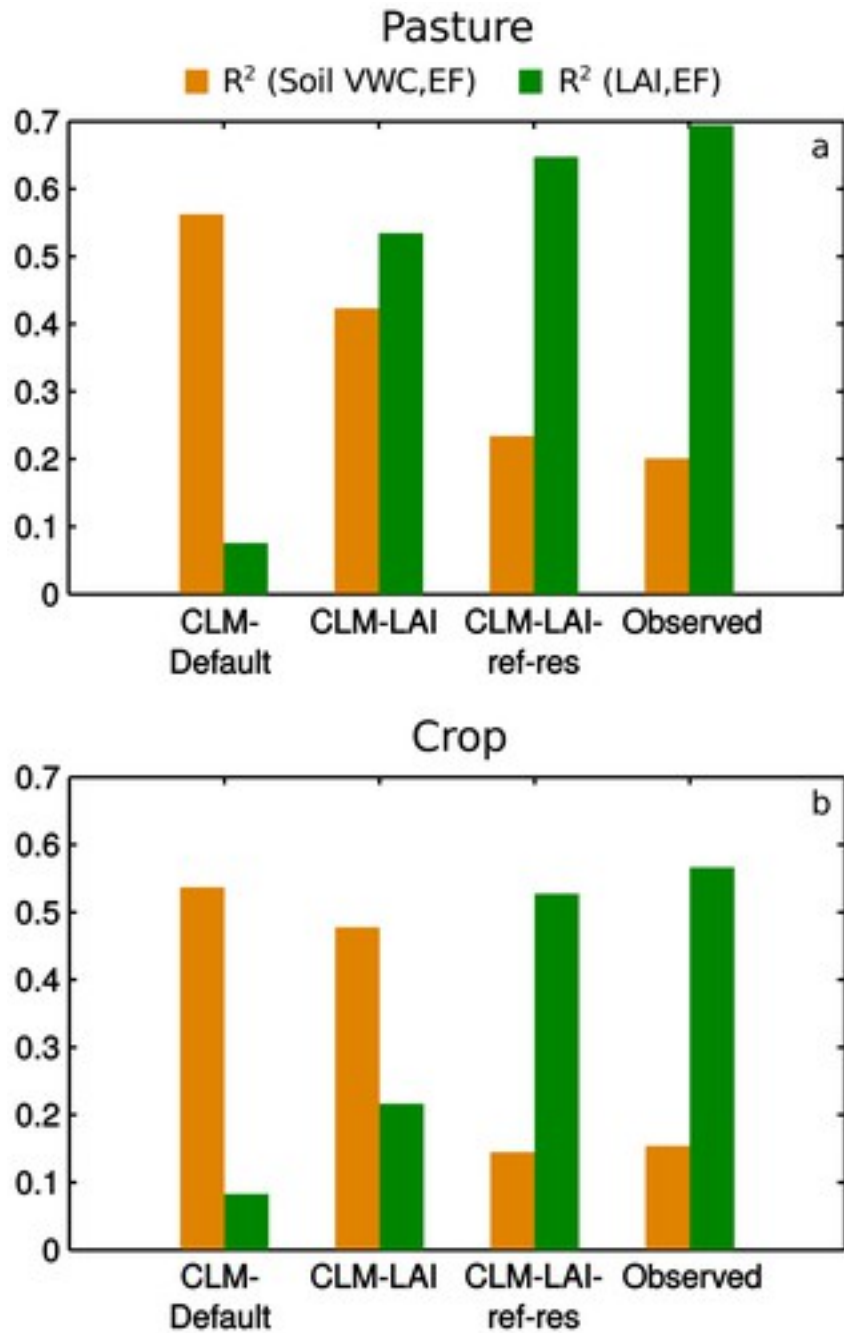 Pasture
R² (Soil VWC,EF) R² (LAI,EF)
a
0.7
0.6
0.5
0.4
0.3
0.2
0.1
0
CLM- CLM-LAI CLM-LAI- Observed
Default ref-res
Crop
b
0.7
0.6
0.5
0.4
0.3
0.2
0.1
0
CLM- CLM-LAI CLM-LAI- Observed
Default ref-res